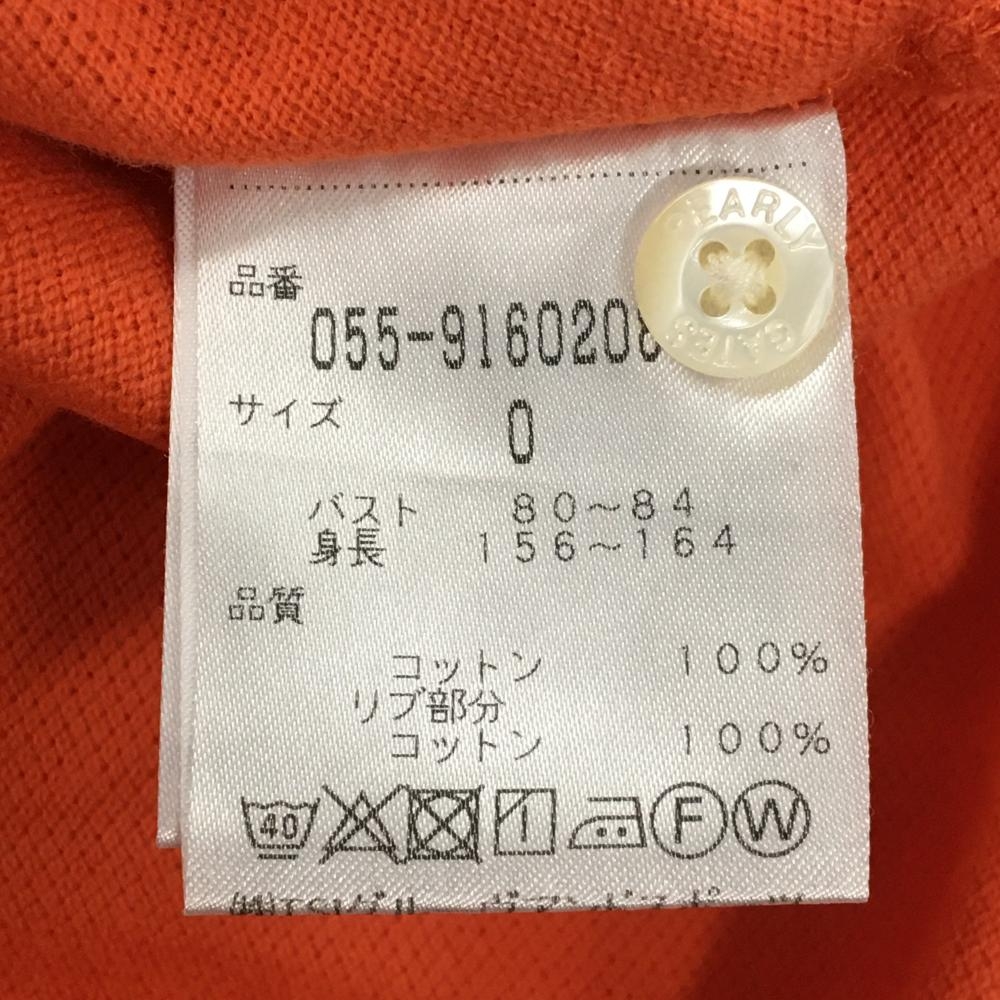 PEARLY
GATES
品番
055-9160208
サイズ
0
バスト 80~84
身長 156~164
品質
コットン 100%
リブ部分
コットン 100%
40 F W